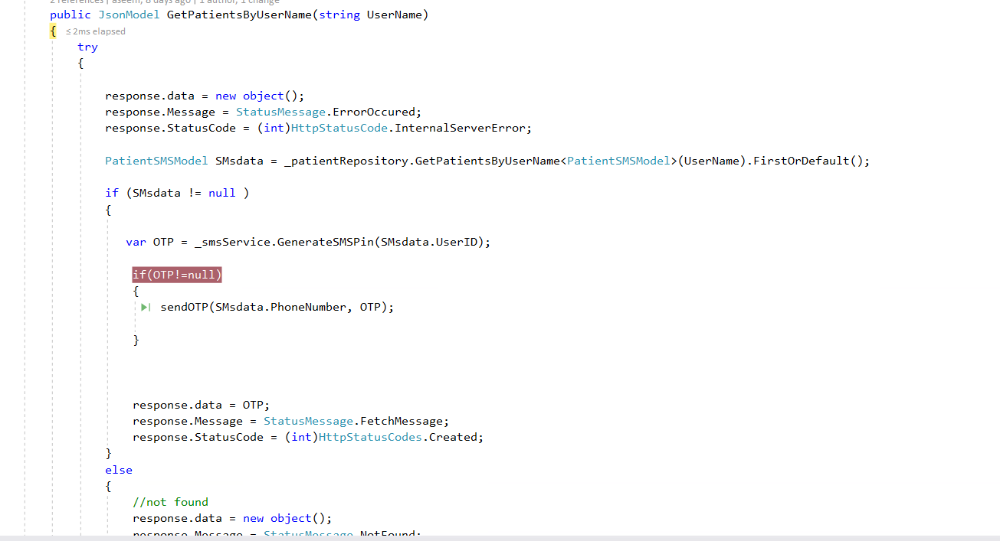 2 references | aseem, 8 days ago | 1 author, 1 change
public JsonModel GetPatientsByUserName(string UserName)
{ ≤ 2ms elapsed
try
{
response.data = new object();
response.Message = StatusMessage.ErrorOccured;
response.StatusCode = (int)HttpStatusCode.InternalServerError;
PatientSMSModel SMsdata = _patientRepository.GetPatientsByUserName<PatientSMSModel>(UserName).FirstOrDefault();
if (SMsdata != null )
{
var OTP = _smsService.GenerateSMSPin(SMsdata.UserID);
if(OTP!=null)
{
sendOTP(SMsdata.PhoneNumber, OTP);
}
response.data = OTP;
response.Message = StatusMessage.FetchMessage;
response.StatusCode = (int)HttpStatusCodes.Created;
}
else
{
//not found
response.data = new object();
response.Message = StatusMessage.NotFound;